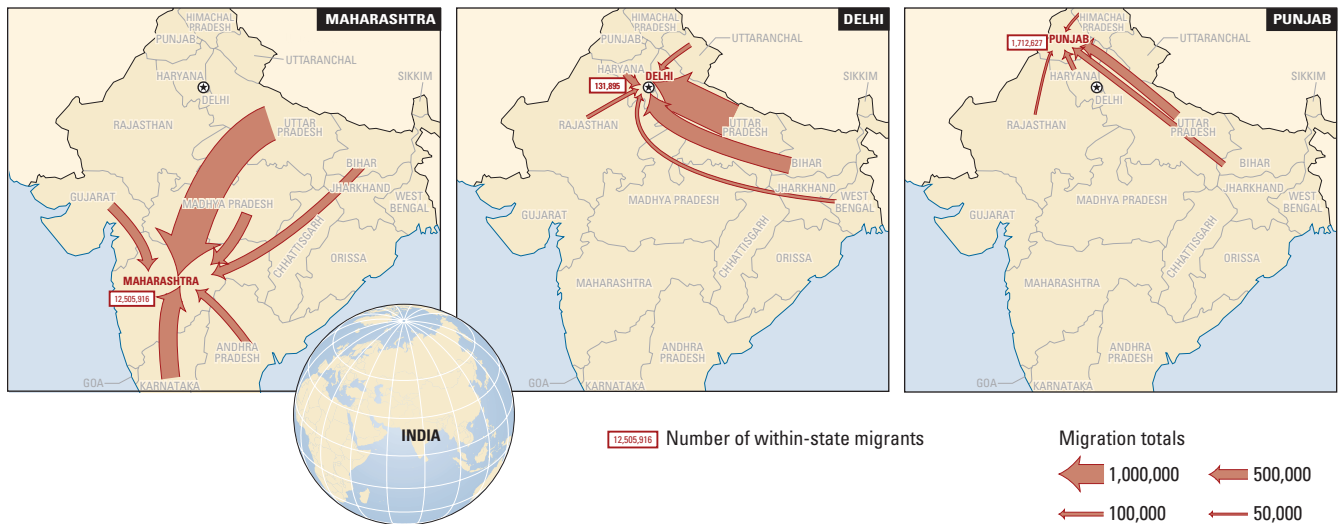 MAHARASHTRA
HIMACHAL
PRADESH
PUNJAB
UTTARANCHAL
HARYANA
DELHI
SIKKIM
RAJASTHAN
UTTAR
PRADESH
BIHAR
JHARKHAND
GUJARAT
MADHYA PRADESH
WEST
BENGAL
CHHATTISGARH
ORISSA
MAHARASHTRA
12,505,916
ANDHRA
PRADESH
GOA
KARNATAKA
DELHI
HIMACHAL
PRADESH
PUNJAB
UTTARANCHAL
HARYANA
DELHI
131,895
SIKKIM
RAJASTHAN
UTTAR
PRADESH
BIHAR
JHARKHAND
MADHYA PRADESH
WEST
BENGAL
GUJARAT
CHHATTISGARH
ORISSA
MAHARASHTRA
ANDHRA
PRADESH
GOA
KARNATAKA
PUNJAB
HIMACHAL
PRADESH
1,712,627
PUNJAB
UTTARANCHAL
HARYANA
DELHI
SIKKIM
RAJASTHAN
UTTAR
PRADESH
BIHAR
JHARKHAND
MADHYA PRADESH
WEST
BENGAL
GUJARAT
CHHATTISGARH
ORISSA
MAHARASHTRA
ANDHRA
PRADESH
GOA
KARNATAKA
INDIA
12,505,916 Number of within-state migrants
Migration totals
1,000,000
500,000
100,000
50,000